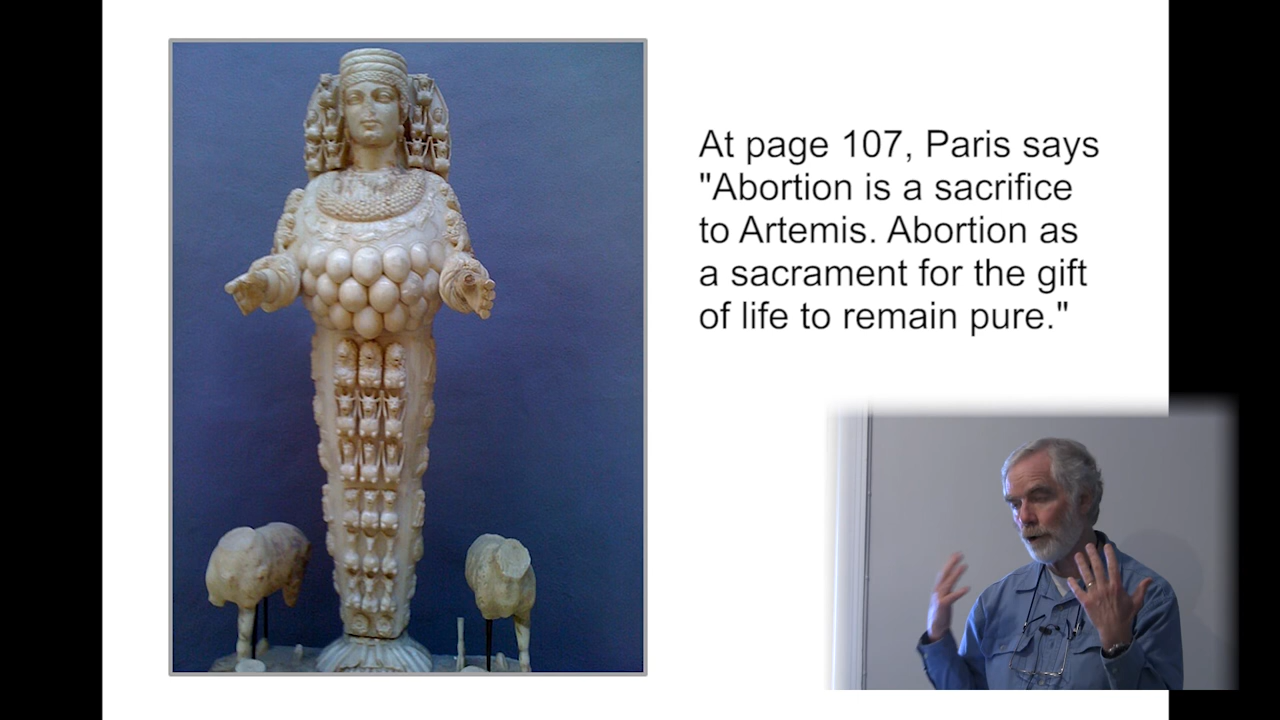 At page 107, Paris says
"Abortion is a sacrifice
to Artemis. Abortion as
a sacrament for the gift
of life to remain pure."